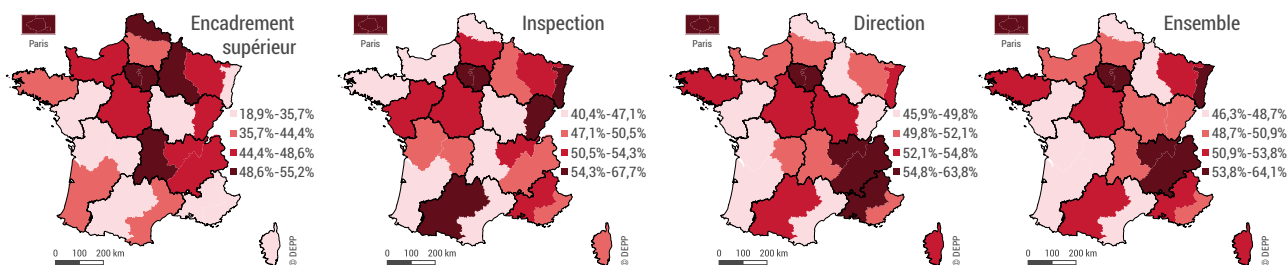 Encadrement
supérieur
Paris
18,9%-35,7%
35,7%-44,4%
44,4%-48,6%
48,6%-55,2%
0 100 200 km
© DEPP
Inspection
Paris
40,4%-47,1%
47,1%-50,5%
50,5%-54,3%
54,3%-67,7%
0 100 200 km
© DEPP
Direction
Paris
45,9%-49,8%
49,8%-52,1%
52,1%-54,8%
54,8%-63,8%
0 100 200 km
© DEPP
Ensemble
Paris
46,3%-48,7%
48,7%-50,9%
50,9%-53,8%
53,8%-64,1%
0 100 200 km
© DEPP